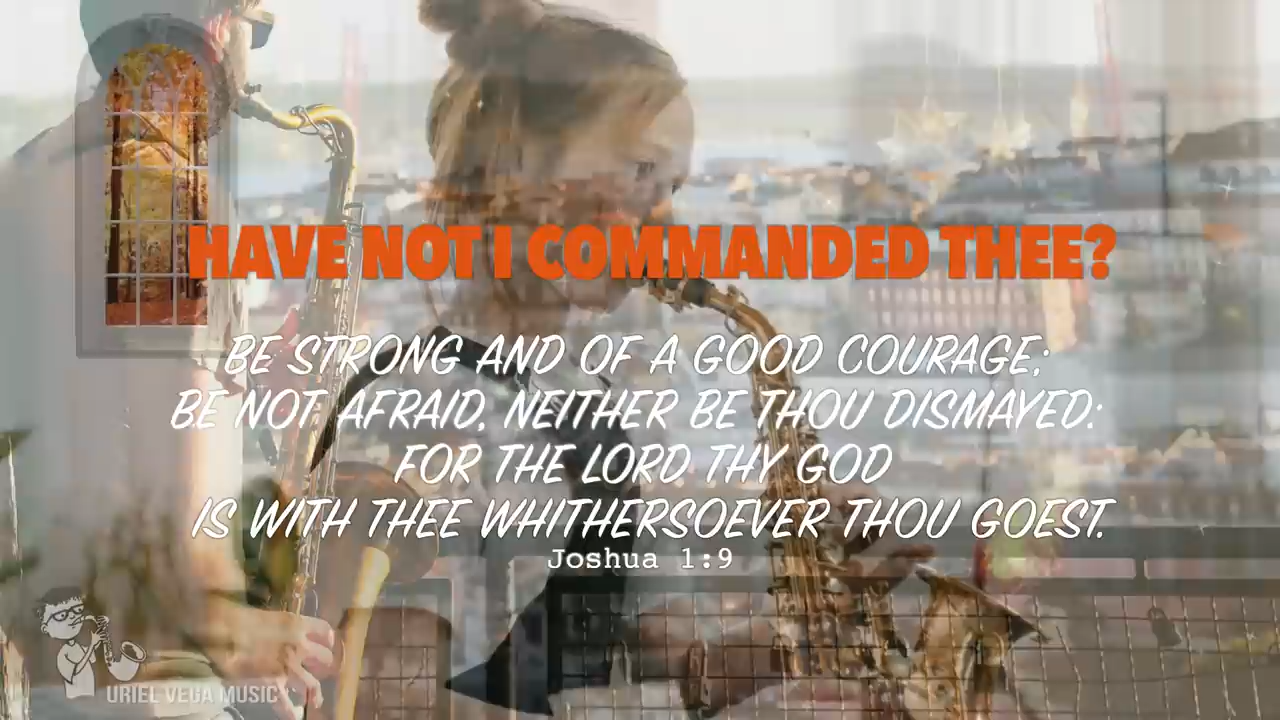 HAVE NOT I COMMANDED THEE?
BE STRONG AND OF A GOOD COURAGE;
BE NOT AFRAID, NEITHER BE THOU DISMAYED:
FOR THE LORD THY GOD
IS WITH THEE WHITHERSOEVER THOU GOEST.
Joshua 1:9
URIEL VEGA MUSIC